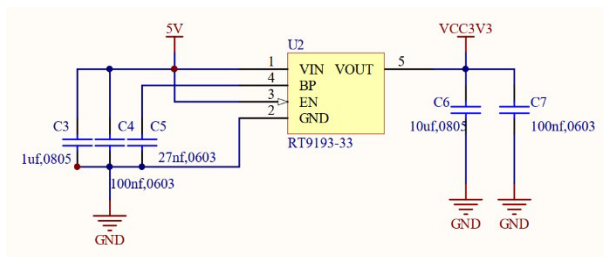 5V
VCC3V3
U2
1 VIN VOUT 5
4 BP
3 EN
2 GND
RT9193-33
C3 C4 C5
1uf,0805 27nf,0603
100nf,0603
C6 C7
10uf,0805 100nf,0603
GND
GND GND